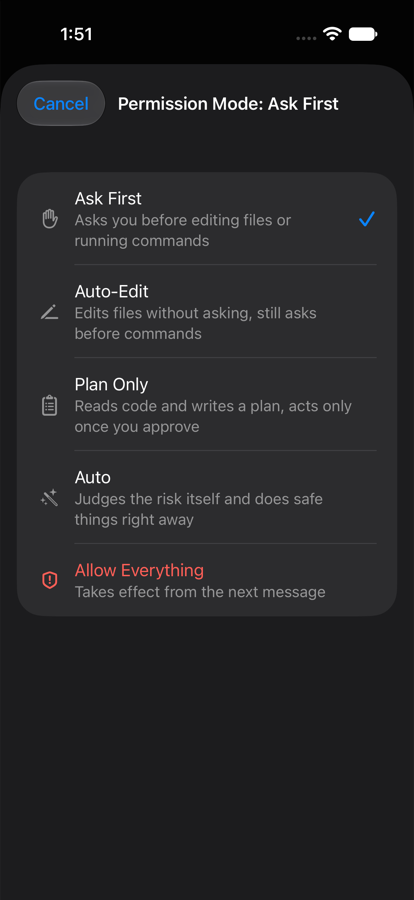 1:51
Cancel
Permission Mode: Ask First
Ask First
Asks you before editing files or
running commands
Auto-Edit
Edits files without asking, still asks
before commands
Plan Only
Reads code and writes a plan, acts only
once you approve
Auto
Judges the risk itself and does safe
things right away
Allow Everything
Takes effect from the next message